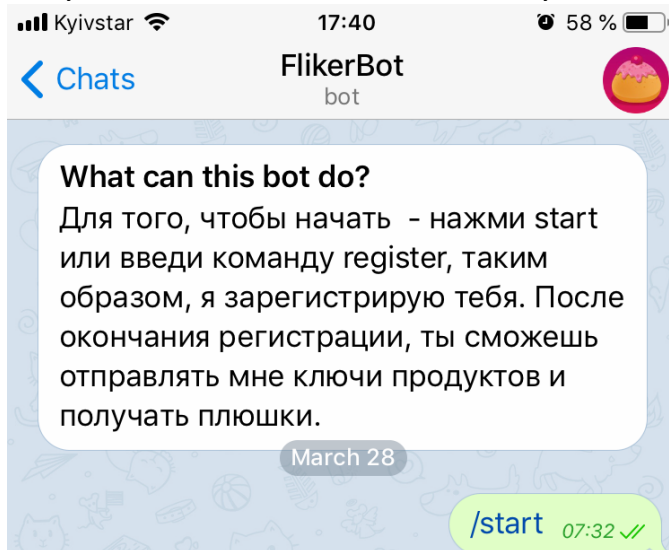 Kyivstar 17:40 58 %
Chats FlikerBot
bot
What can this bot do?
Для того, чтобы начать  - нажми start
или введи команду register, таким
образом, я зарегистрирую тебя. После
окончания регистрации, ты сможешь
отправлять мне ключи продуктов и
получать плюшки.
March 28
/start 07:32